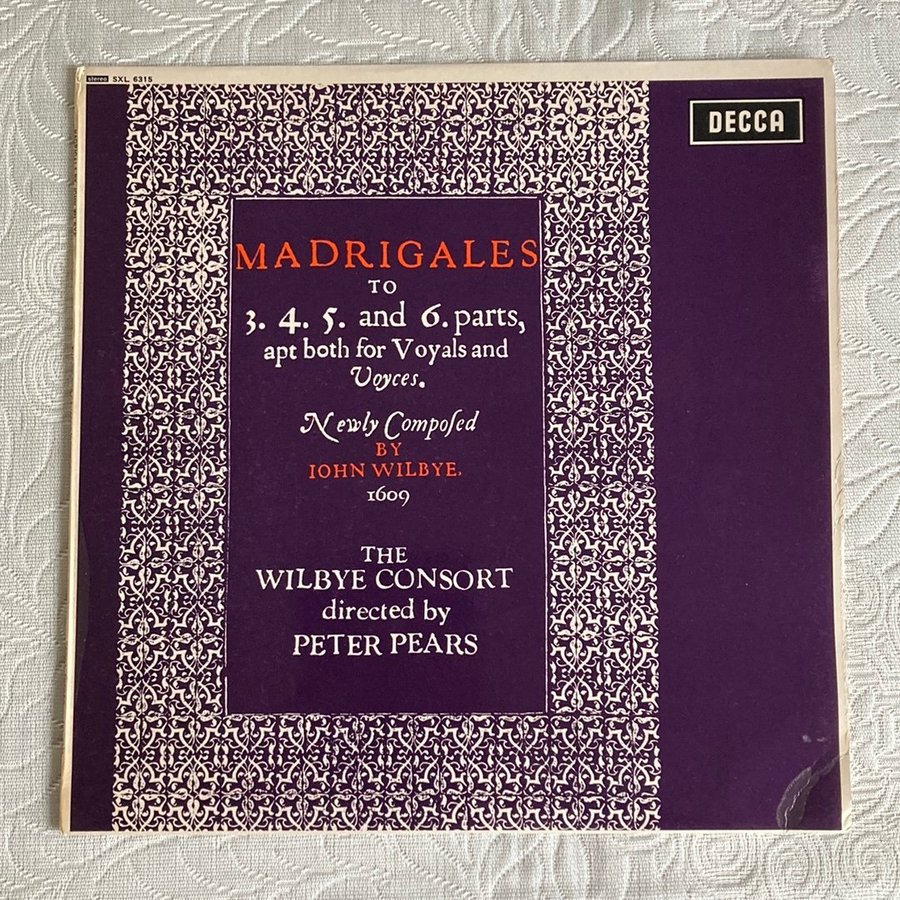 stereo SXL 6315
DECCA
MADRIGALES
TO
3. 4. 5. and 6. parts,
apt both for Voyals and
Voyces.
Newly Compoſed
BY
IOHN WILBYE.
1609
THE
WILBYE CONSORT
directed by
PETER PEARS